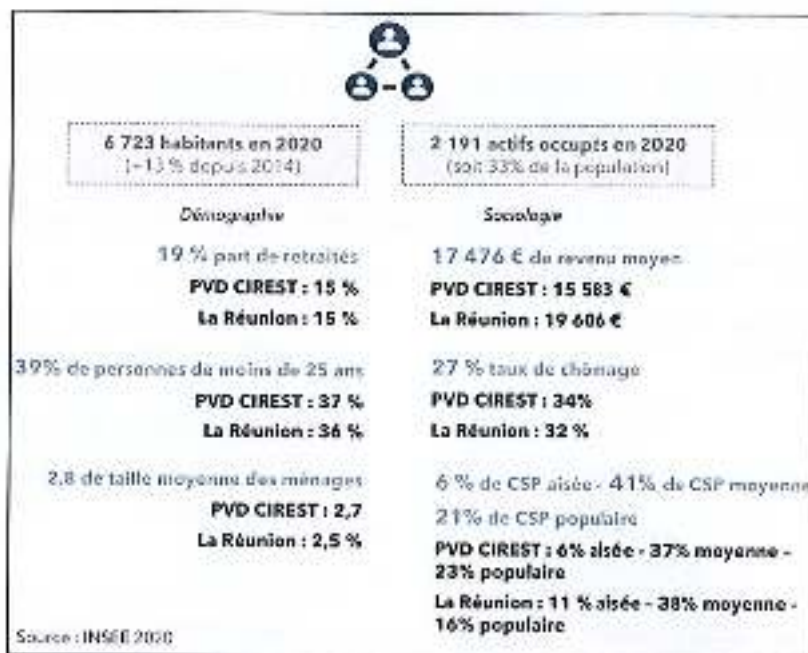 6 723 habitants en 2020
(+13 % depuis 2014)
Démographie
19 % part de retraités
PVD CIREST : 15 %
La Réunion : 15 %
39% de personnes de moins de 25 ans
PVD CIREST : 37 %
La Réunion : 36 %
2,8 de taille moyenne des ménages
PVD CIREST : 2,7
La Réunion : 2,5 %
2 191 actifs occupés en 2020
(soit 33% de la population)
Sociologie
17 476 € de revenu moyen
PVD CIREST : 15 583 €
La Réunion : 19 606 €
27 % taux de chômage
PVD CIREST : 34%
La Réunion : 32 %
6 % de CSP aisée - 41% de CSP moyenne
21% de CSP populaire
PVD CIREST : 6% aisée - 37% moyenne -
23% populaire
La Réunion : 11 % aisée - 38% moyenne -
16% populaire
Source : INSEE 2020